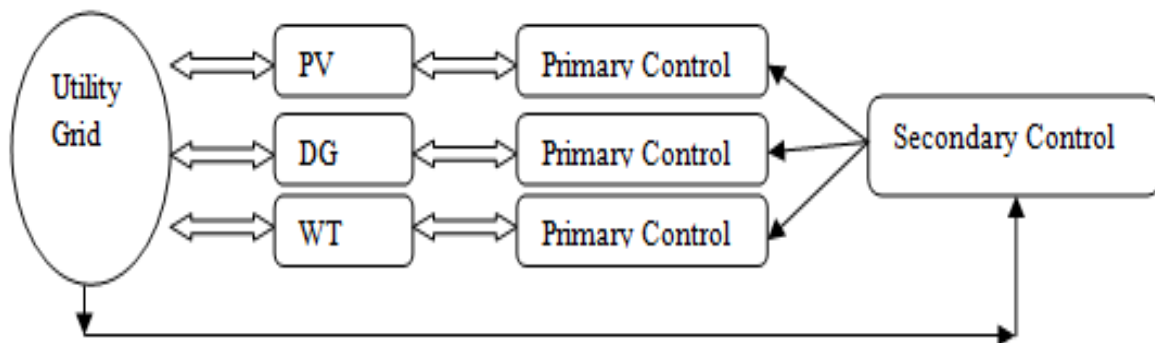 Utility
Grid
PV
Primary Control
DG
Primary Control
Secondary Control
WT
Primary Control